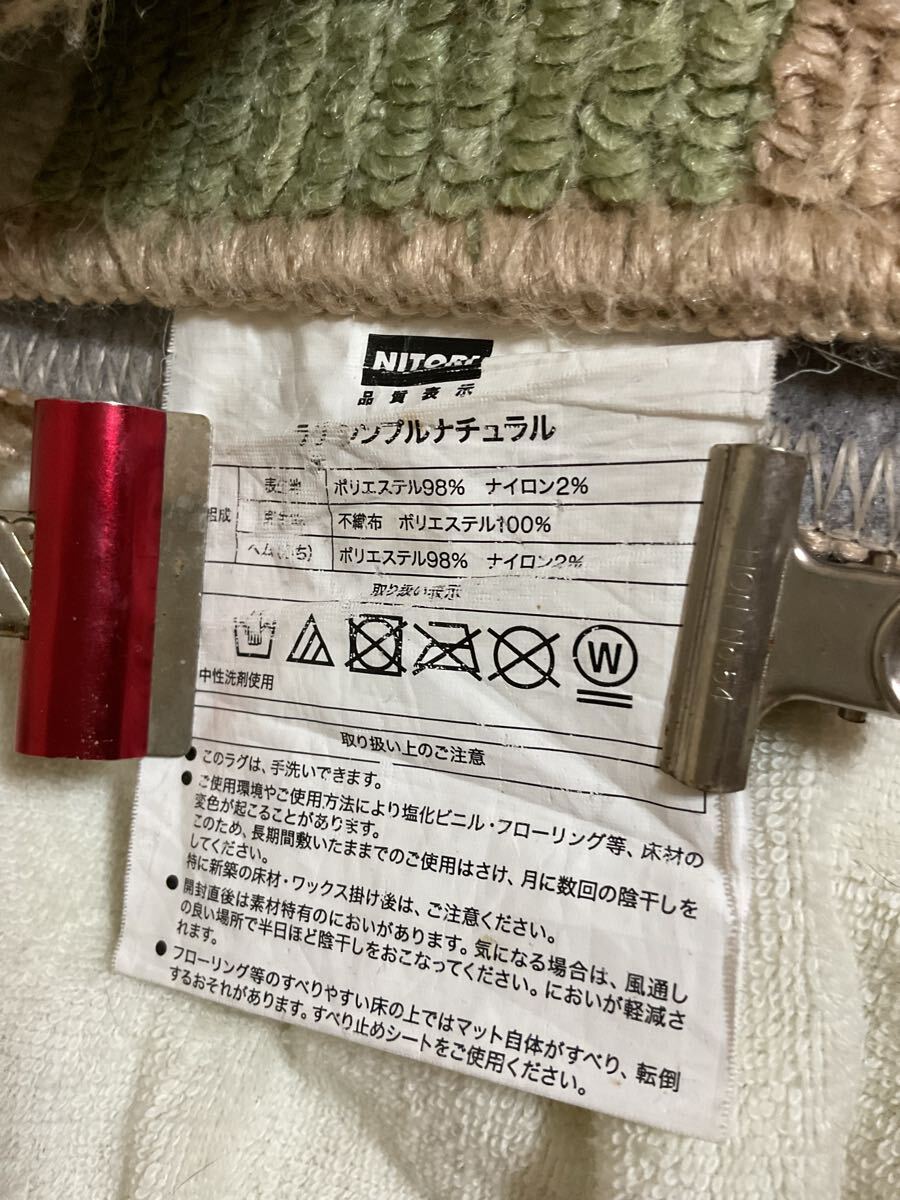 NITORI
品質表示
ラグ シンプルナチュラル
組成
表生地 ポリエステル98% ナイロン2%
裏生地 不織布 ポリエステル100%
ヘム(ふち) ポリエステル98% ナイロン2%
取り扱い表示
W
中性洗剤使用
取り扱い上のご注意
●このラグは、手洗いできます。
●ご使用環境やご使用方法により塩化ビニル・フローリング等、床材の
変色が起こることがあります。
このため、長期間敷いたままでのご使用はさけ、月に数回の陰干しを
してください。
特に新築の床材・ワックス掛け後は、ご注意ください。
●開封直後は素材特有のにおいがあります。気になる場合は、風通し
の良い場所で半日ほど陰干しをおこなってください。においが軽減さ
れます。
●フローリング等のすべりやすい床の上ではマット自体がすべり、転倒
するおそれがあります。すべり止めシートをご使用ください。